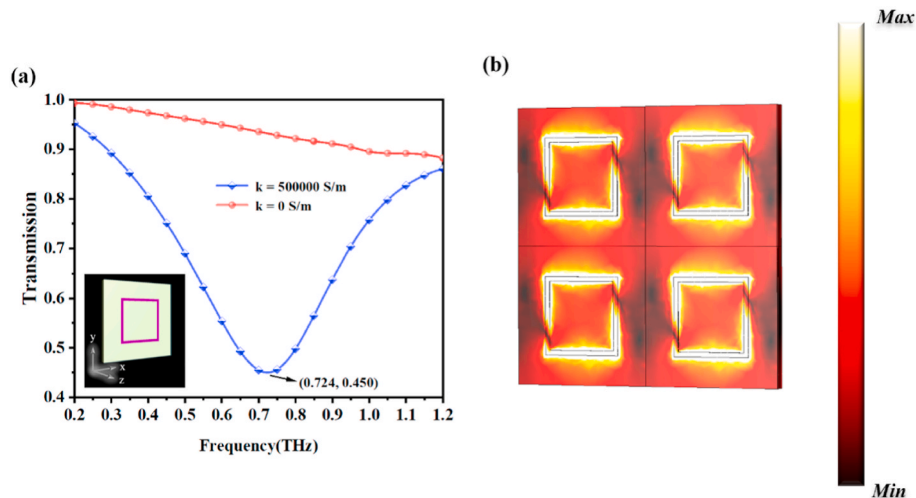 (a)
1.0
0.9
0.8
0.7
0.6
0.5
0.4
Transmission
k = 500000 S/m
k = 0 S/m
y
x
z
(0.724, 0.450)
0.2 0.3 0.4 0.5 0.6 0.7 0.8 0.9 1.0 1.1 1.2
Frequency(THz)
(b)
Max
Min